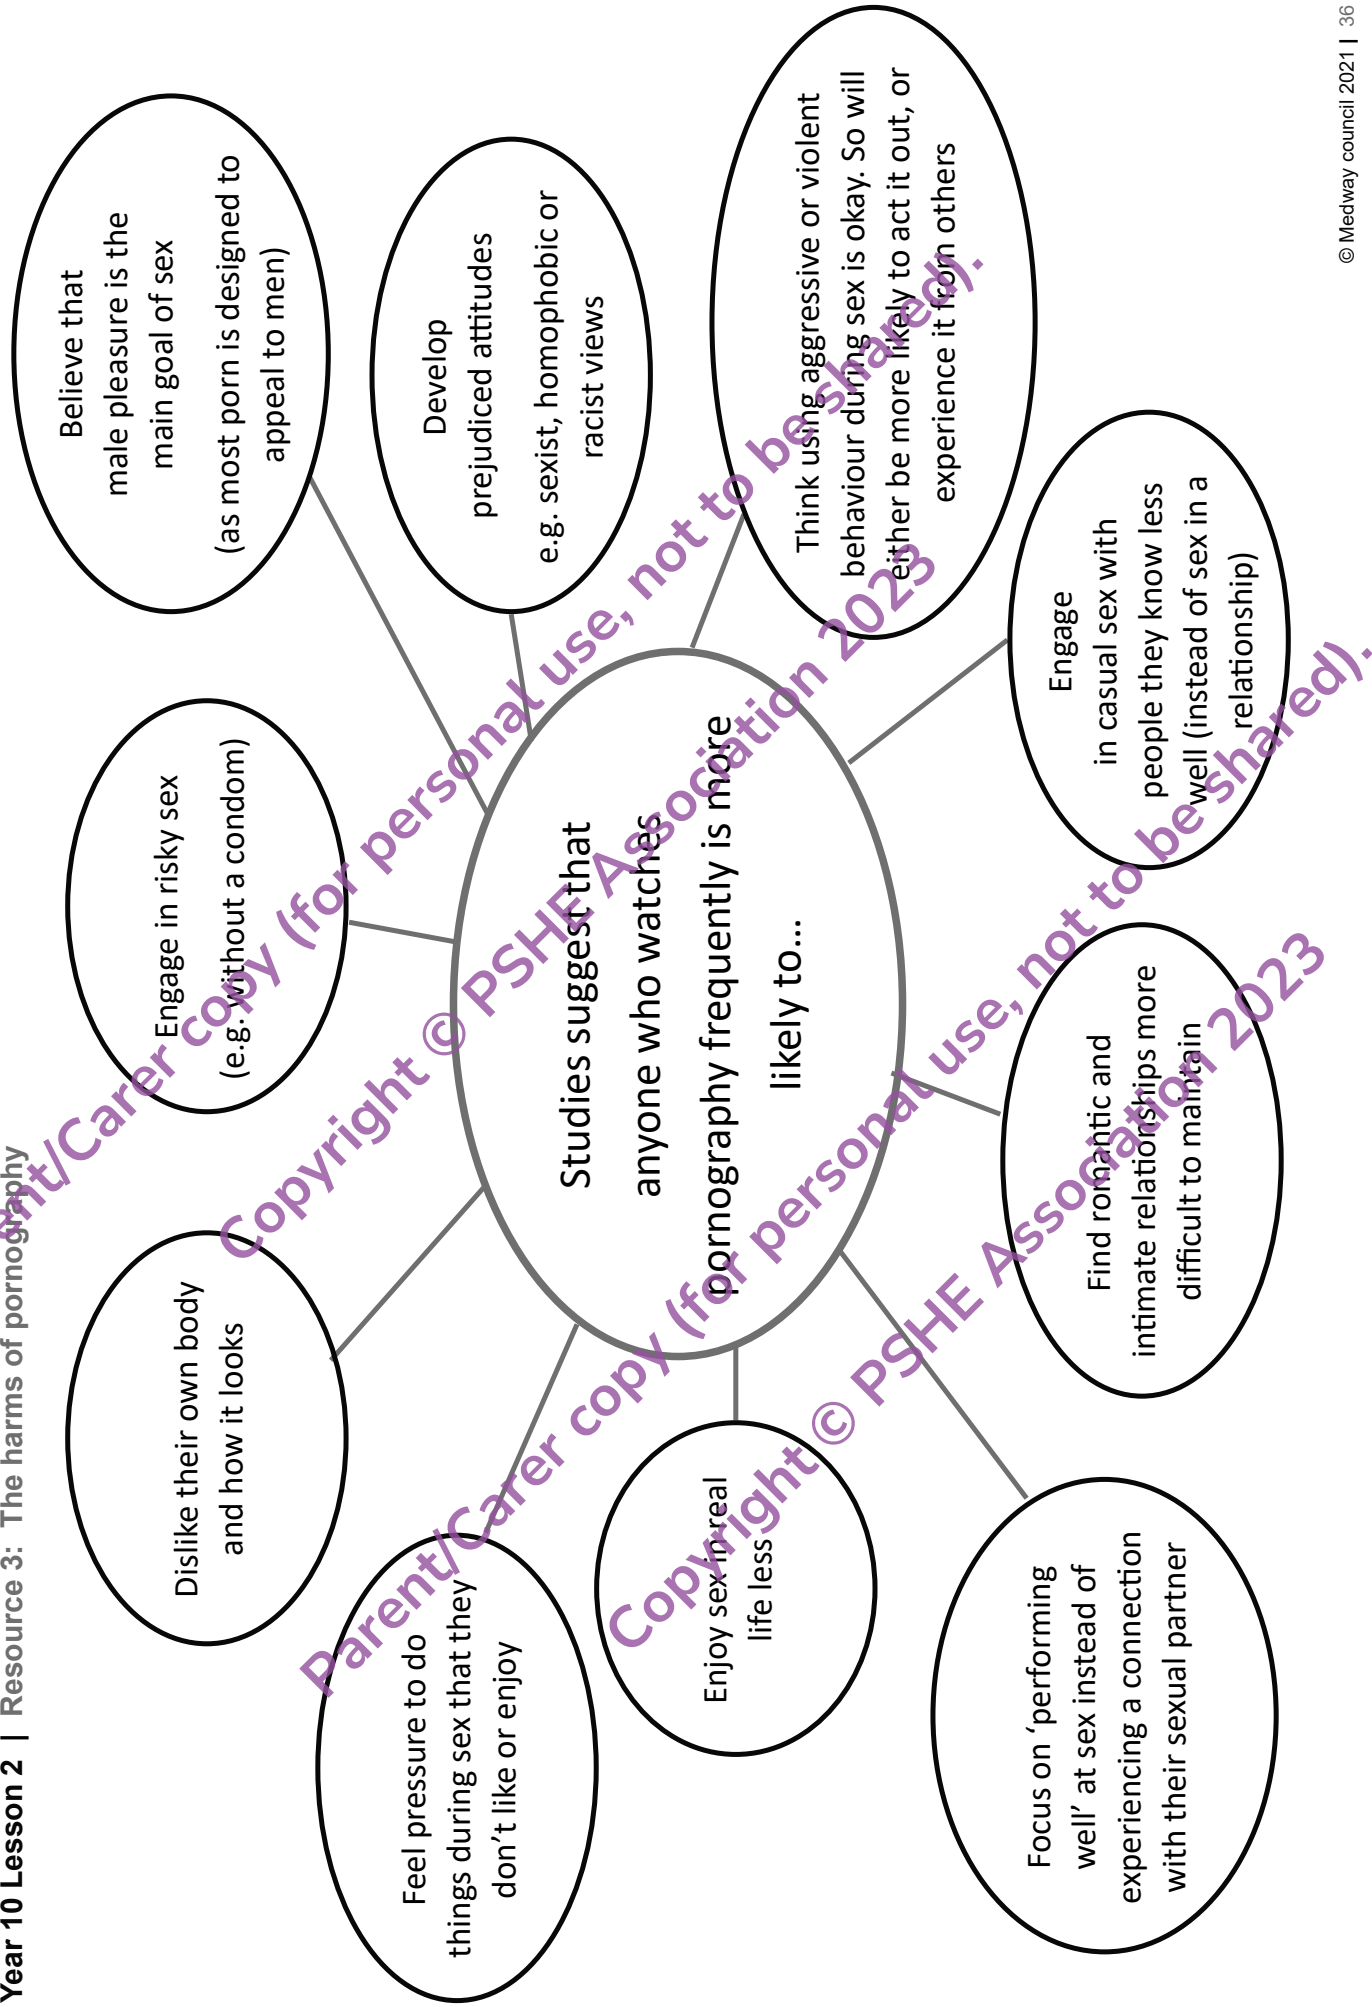 Year 10 Lesson 2 | Resource 3: The harms of pornography
Studies suggest that
anyone who watches
pornography frequently is more
likely to...
Dislike their own body
and how it looks
Engage in risky sex
(e.g. without a condom)
Believe that
male pleasure is the
main goal of sex
(as most porn is designed to
appeal to men)
Develop
prejudiced attitudes
e.g. sexist, homophobic or
racist views
Think using aggressive or violent
behaviour during sex is okay. So will
either be more likely to act it out, or
experience it from others
Engage
in casual sex with
people they know less
well (instead of sex in a
relationship)
Find romantic and
intimate relationships more
difficult to maintain
Focus on ‘performing
well’ at sex instead of
experiencing a connection
with their sexual partner
Enjoy sex in real
life less
Feel pressure to do
things during sex that they
don’t like or enjoy
/Carer copy (for personal use, not to be shared).
Copyright © PSHE Association 2023
Parent/Carer copy (for personal use, not to be shared).
Copyright © PSHE Association 2023
© Medway council 2021 | 36